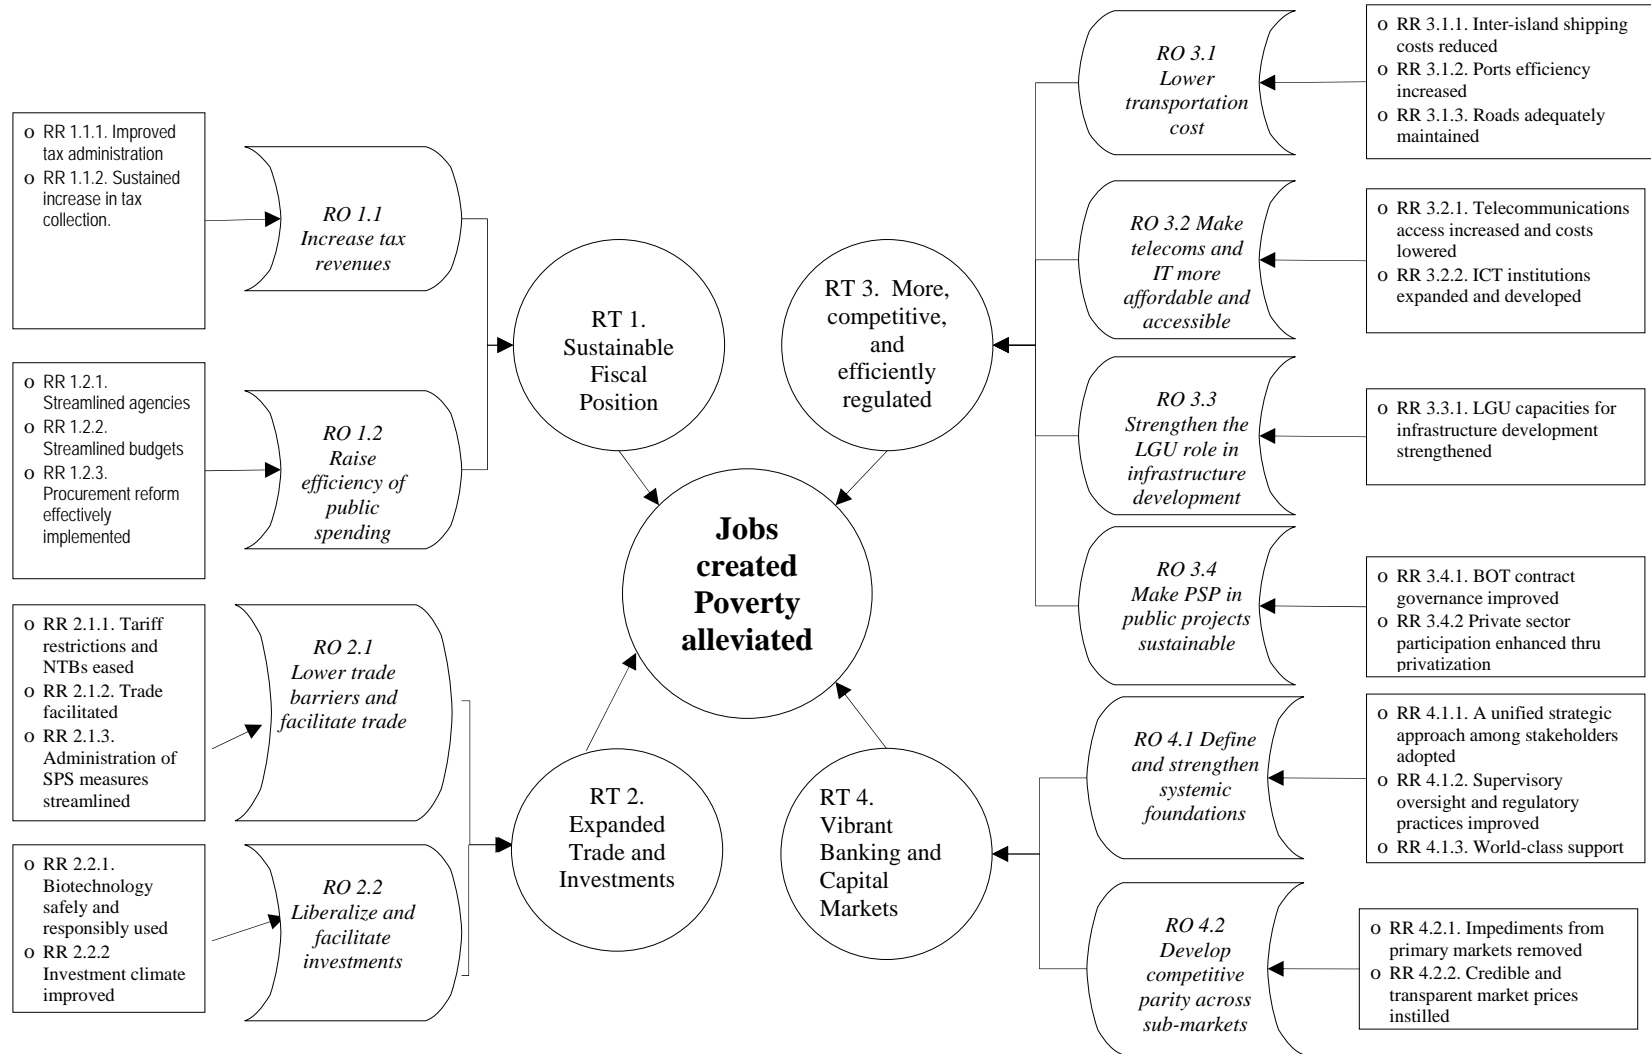 o RR 1.1.1. Improved
tax administration
o RR 1.1.2. Sustained
increase in tax
collection.
RO 1.1
Increase tax
revenues
o RR 1.2.1.
Streamlined agencies
o RR 1.2.2.
Streamlined budgets
o RR 1.2.3.
Procurement reform
effectively
implemented
RO 1.2
Raise
efficiency of
public
spending
RT 1.
Sustainable
Fiscal
Position
o RR 2.1.1. Tariff
restrictions and
NTBs eased
o RR 2.1.2. Trade
facilitated
o RR 2.1.3.
Administration of
SPS measures
streamlined
RO 2.1
Lower trade
barriers and
facilitate trade
o RR 2.2.1.
Biotechnology
safely and
responsibly used
o RR 2.2.2
Investment climate
improved
RO 2.2
Liberalize and
facilitate
investments
RT 2.
Expanded
Trade and
Investments
Jobs
created
Poverty
alleviated
RT 3.  More,
competitive,
and
efficiently
regulated
RO 3.1
Lower
transportation
cost
o RR 3.1.1. Inter-island shipping
costs reduced
o RR 3.1.2. Ports efficiency
increased
o RR 3.1.3. Roads adequately
maintained
RO 3.2 Make
telecoms and
IT more
affordable and
accessible
o RR 3.2.1. Telecommunications
access increased and costs
lowered
o RR 3.2.2. ICT institutions
expanded and developed
RO 3.3
Strengthen the
LGU role in
infrastructure
development
o RR 3.3.1. LGU capacities for
infrastructure development
strengthened
RO 3.4
Make PSP in
public projects
sustainable
o RR 3.4.1. BOT contract
governance improved
o RR 3.4.2 Private sector
participation enhanced thru
privatization
RT 4.
Vibrant
Banking and
Capital
Markets
RO 4.1 Define
and strengthen
systemic
foundations
o RR 4.1.1. A unified strategic
approach among stakeholders
adopted
o RR 4.1.2. Supervisory
oversight and regulatory
practices improved
o RR 4.1.3. World-class support
RO 4.2
Develop
competitive
parity across
sub-markets
o RR 4.2.1. Impediments from
primary markets removed
o RR 4.2.2. Credible and
transparent market prices
instilled